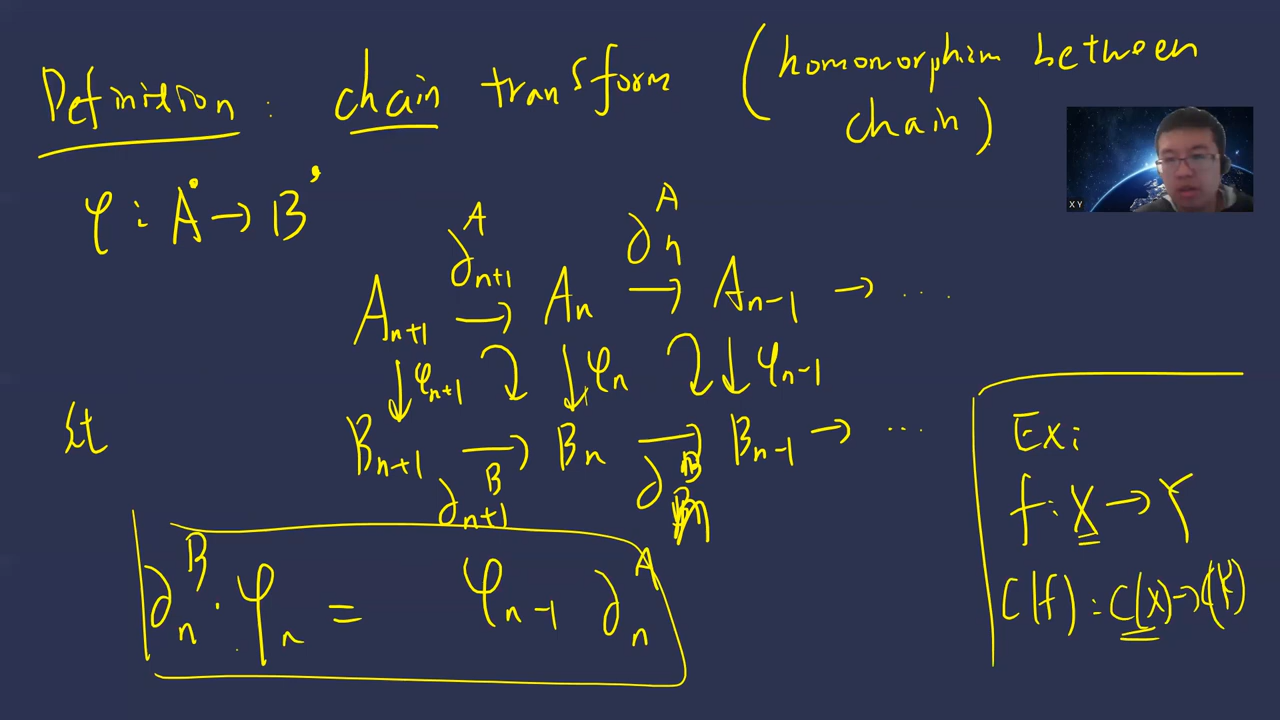 Definition: chain transform (homomorphism between chain)
φ : A• → B•
∂ⁿ⁺¹ᴬ ∂ₙᴬ
Aₙ₊₁ → Aₙ → Aₙ₋₁ → ...
↓φₙ₊₁ ↓φₙ ↓φₙ₋₁
st
Bₙ₊₁ → Bₙ → Bₙ₋₁ → ...
∂ₙ₊₁ᴮ ∂ₙᴮ
∂ₙᴮ · φₙ = φₙ₋₁ ∂ₙᴬ
Ex:
f: X → Y
C(f) : C(X) → C(Y)
X Y